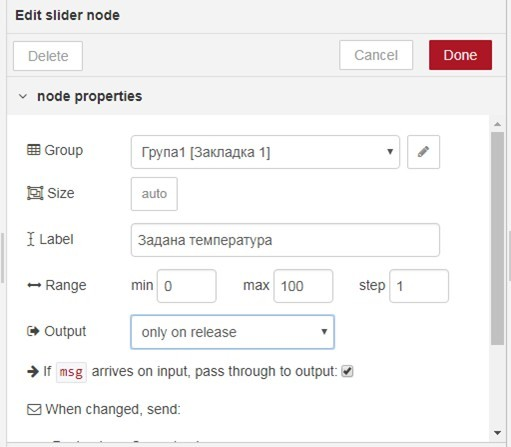 Edit slider node
Delete Cancel Done
node properties
Group Група1 [Закладка 1]
Size auto
Label Задана температура
Range min 0 max 100 step 1
Output only on release
If msg arrives on input, pass through to output:
When changed, send: